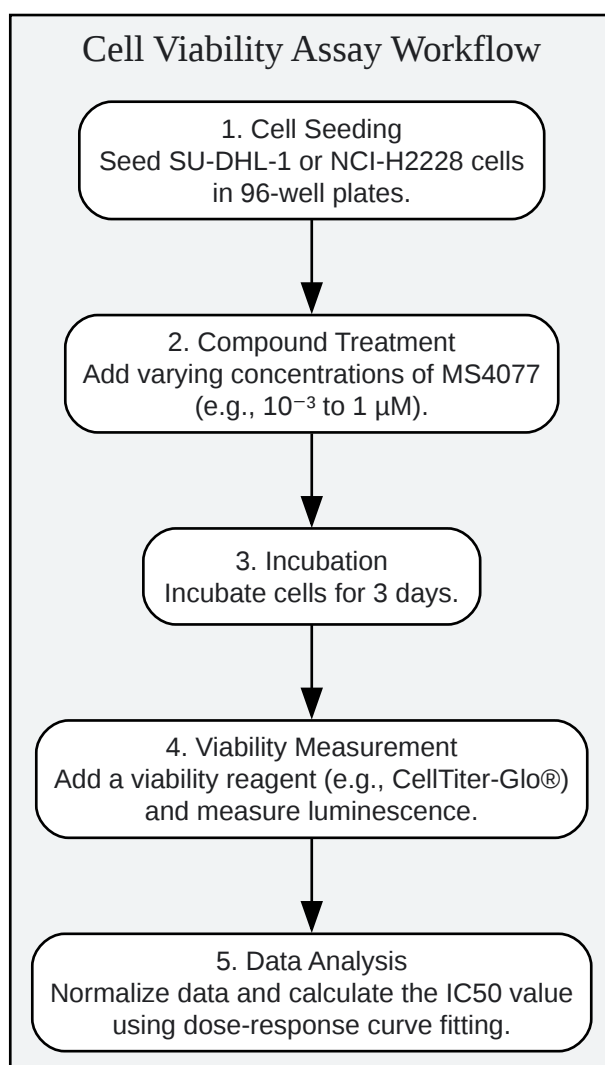 Cell Viability Assay Workflow
1. Cell Seeding
Seed SU-DHL-1 or NCI-H2228 cells
in 96-well plates.
2. Compound Treatment
Add varying concentrations of MS4077
(e.g., 10⁻³ to 1 µM).
3. Incubation
Incubate cells for 3 days.
4. Viability Measurement
Add a viability reagent (e.g., CellTiter-Glo®)
and measure luminescence.
5. Data Analysis
Normalize data and calculate the IC50 value
using dose-response curve fitting.